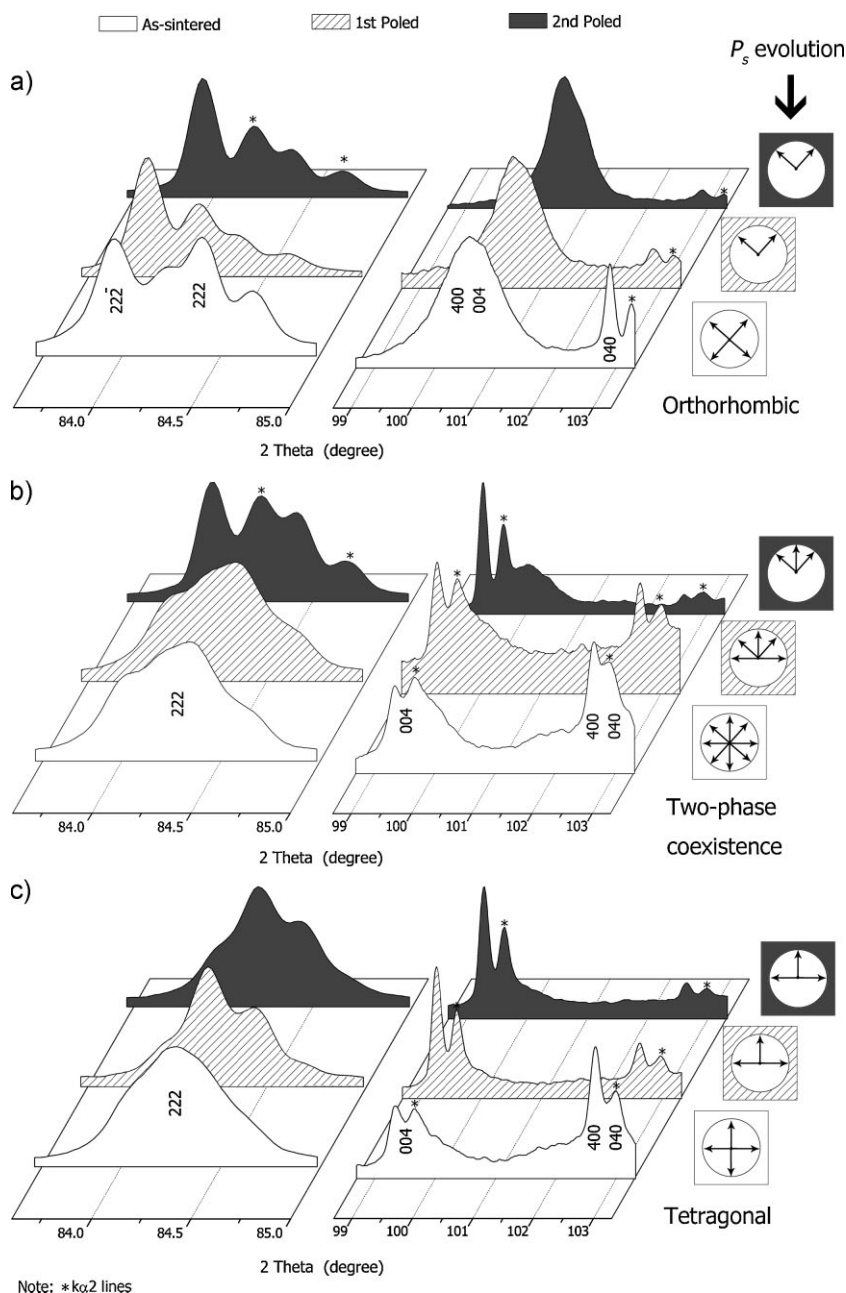 As-sintered 1st Poled 2nd Poled
Ps evolution
a)
* *
*
*
2̄22 222
400
004
040
*
Orthorhombic
84.0 84.5 85.0 99 100 101 102 103
2 Theta (degree)
b)
* *
* *
* *
222
004
*
400
040
*
Two-phase
coexistence
84.0 84.5 85.0 99 100 101 102 103
2 Theta (degree)
c)
* *
* *
222
004
*
400
040
*
Tetragonal
84.0 84.5 85.0 99 100 101 102 103
2 Theta (degree)
Note: * kα2 lines